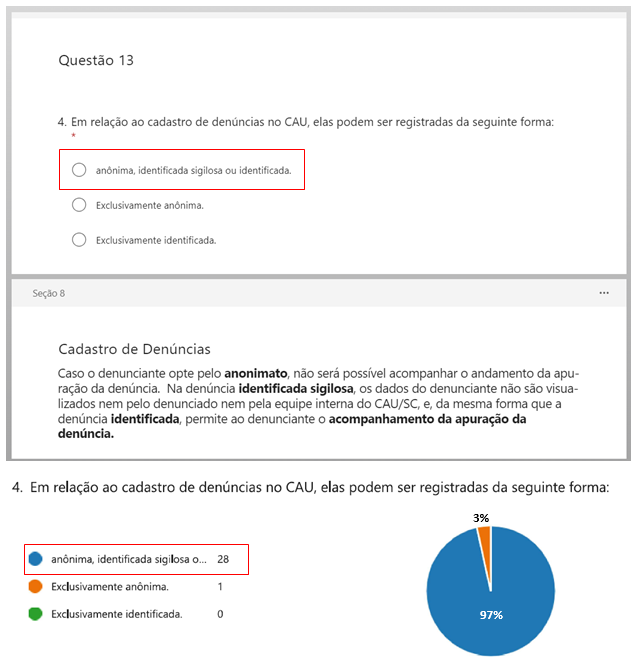 Questão 13
4. Em relação ao cadastro de denúncias no CAU, elas podem ser registradas da seguinte forma:
*
anônima, identificada sigilosa ou identificada.
Exclusivamente anônima.
Exclusivamente identificada.
Seção 8
...
Cadastro de Denúncias
Caso o denunciante opte pelo anonimato, não será possível acompanhar o andamento da apu-
ração da denúncia. Na denúncia identificada sigilosa, os dados do denunciante não são visua-
lizados nem pelo denunciado nem pela equipe interna do CAU/SC, e, da mesma forma que a
denúncia identificada, permite ao denunciante o acompanhamento da apuração da
denúncia.
4. Em relação ao cadastro de denúncias no CAU, elas podem ser registradas da seguinte forma:
anônima, identificada sigilosa o... 28
Exclusivamente anônima. 1
Exclusivamente identificada. 0
3%
97%